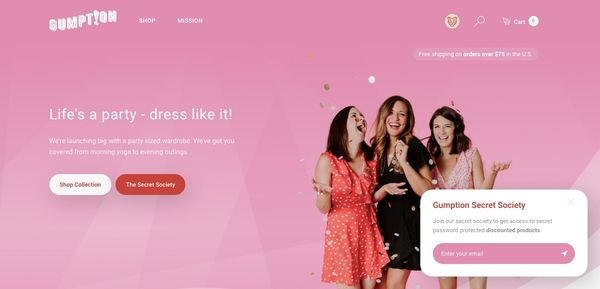 GUMPTION
SHOP
MISSION
Cart
0
Free shipping on orders over $75 in the U.S.
Life's a party - dress like it!
We're launching big with a party sized wardrobe. We've got you
covered from morning yoga to evening outings.
Shop Collection
The Secret Society
Gumption Secret Society
Join our secret society to get access to secret
password protected discounted products.
Enter your email